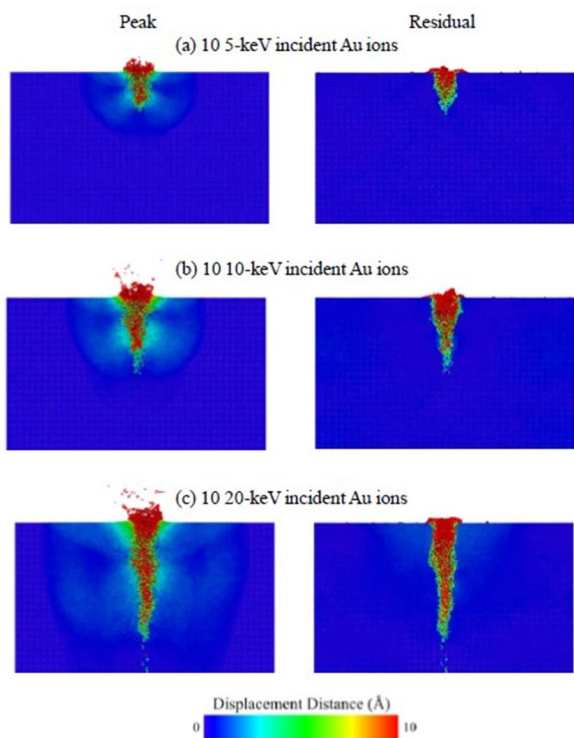 Peak Residual
(a) 10 5-keV incident Au ions
(b) 10 10-keV incident Au ions
(c) 10 20-keV incident Au ions
Displacement Distance (Å)
0 10